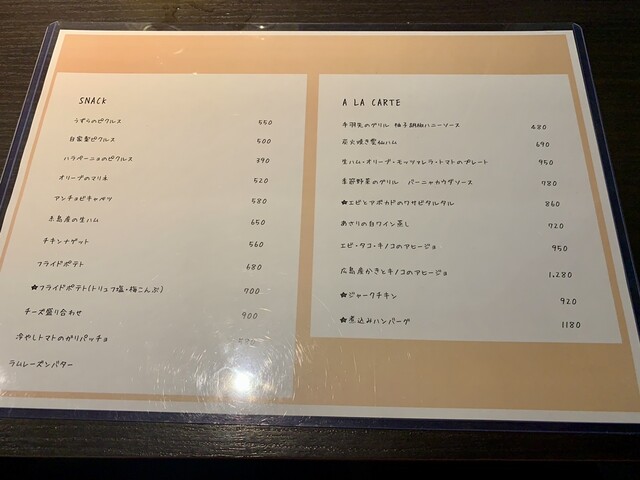 SNACK
うずらのピクルス 550
自家製ピクルス 500
ハラペーニョのピクルス 390
オリーブのマリネ 520
アンチョビキャベツ 580
糸島産の生ハム 650
チキンナゲット 560
フライドポテト 680
★フライドポテト(トリュフ塩・梅こんぶ) 700
チーズ盛り合わせ 900
冷やしトマトのカリパッチョ
ラムレーズンバター
A LA CARTE
手羽先のグリル 柚子胡椒ハニーソース 480
炭火焼き雲仙ハム 690
生ハム・オリーブ・モッツァレラ・トマトのプレート 950
季節野菜のグリル バーニャカウダソース 780
★エビとアボカドのワサビタルタル 860
あさりの白ワイン蒸し 720
エビ・タコ・キノコのアヒージョ 950
広島産かきとキノコのアヒージョ 1,280
★ジャークチキン 920
★煮込みハンバーグ 1180